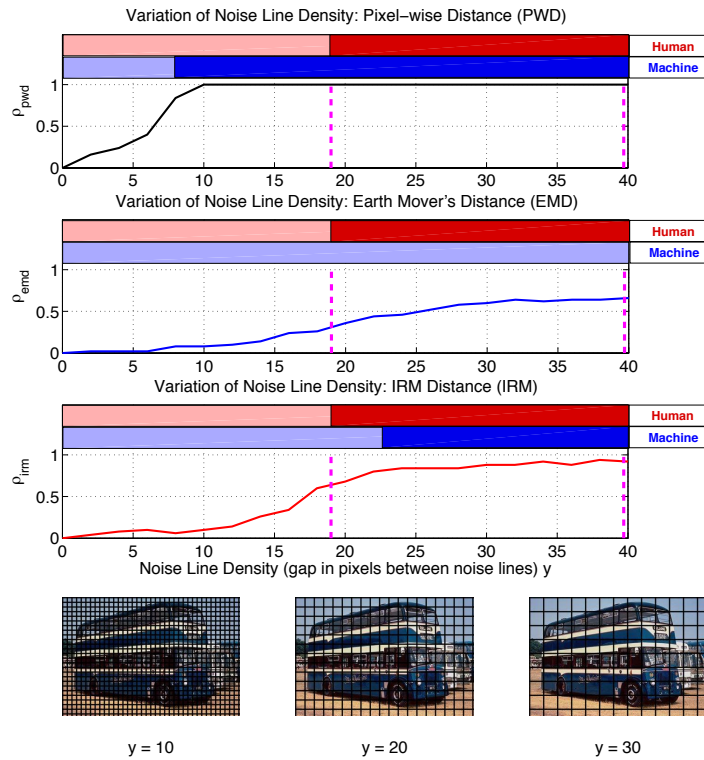 Variation of Noise Line Density: Pixel−wise Distance (PWD)
Human
Machine
1
0.5
0
ρpwd
0 5 10 15 20 25 30 35 40
Variation of Noise Line Density: Earth Mover's Distance (EMD)
Human
Machine
1
0.5
0
ρemd
0 5 10 15 20 25 30 35 40
Variation of Noise Line Density: IRM Distance (IRM)
Human
Machine
1
0.5
0
ρirm
0 5 10 15 20 25 30 35 40
Noise Line Density (gap in pixels between noise lines) y
y = 10 y = 20 y = 30